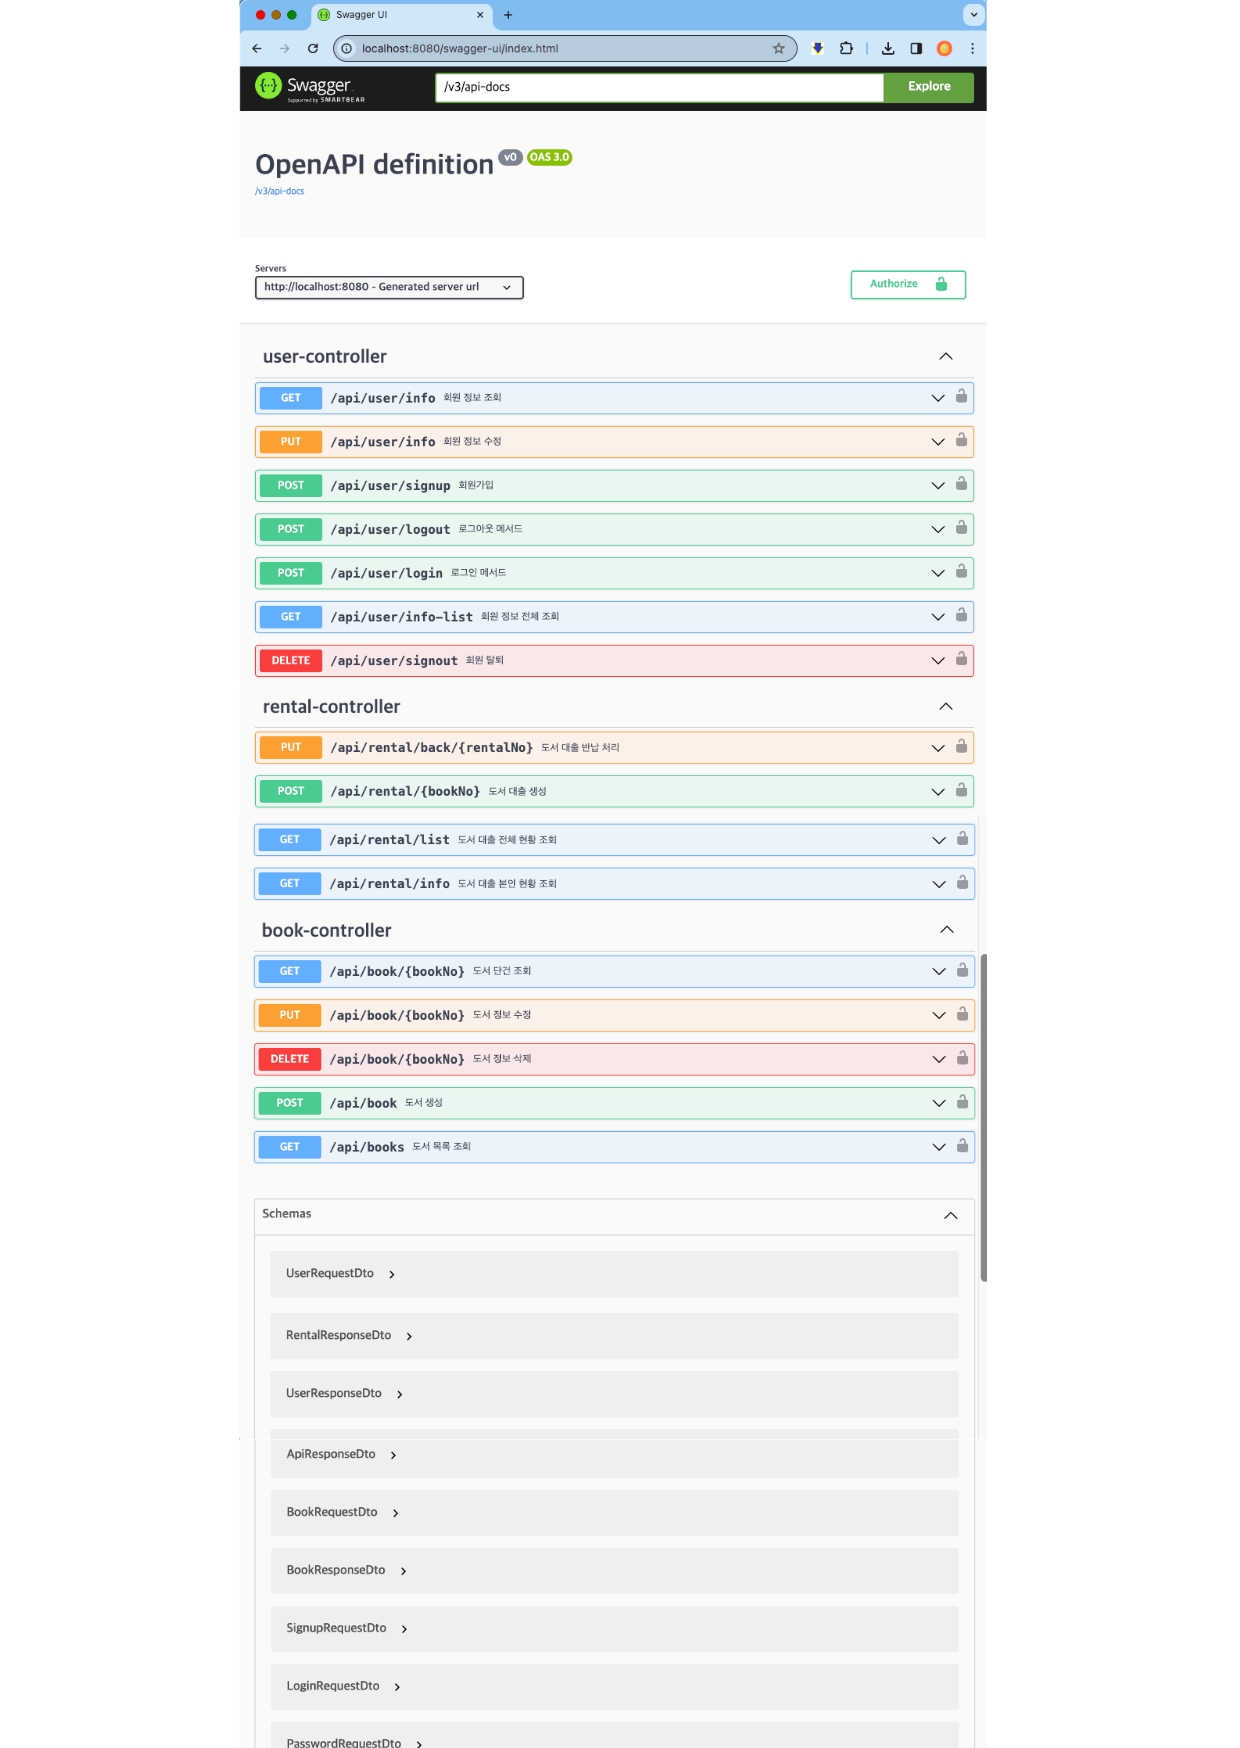 Swagger UI
localhost:8080/swagger-ui/index.html
Swagger
Supported by SMARTBEAR
/v3/api-docs
Explore
OpenAPI definition v0 OAS 3.0
/v3/api-docs
Servers
http://localhost:8080 - Generated server url
Authorize
user-controller
GET /api/user/info 회원 정보 조회
PUT /api/user/info 회원 정보 수정
POST /api/user/signup 회원가입
POST /api/user/logout 로그아웃 메서드
POST /api/user/login 로그인 메서드
GET /api/user/info-list 회원 정보 전체 조회
DELETE /api/user/signout 회원 탈퇴
rental-controller
PUT /api/rental/back/{rentalNo} 도서 대출 반납 처리
POST /api/rental/{bookNo} 도서 대출 생성
GET /api/rental/list 도서 대출 전체 현황 조회
GET /api/rental/info 도서 대출 본인 현황 조회
book-controller
GET /api/book/{bookNo} 도서 단건 조회
PUT /api/book/{bookNo} 도서 정보 수정
DELETE /api/book/{bookNo} 도서 정보 삭제
POST /api/book 도서 생성
GET /api/books 도서 목록 조회
Schemas
UserRequestDto
RentalResponseDto
UserResponseDto
ApiResponseDto
BookRequestDto
BookResponseDto
SignupRequestDto
LoginRequestDto
PasswordRequestDto